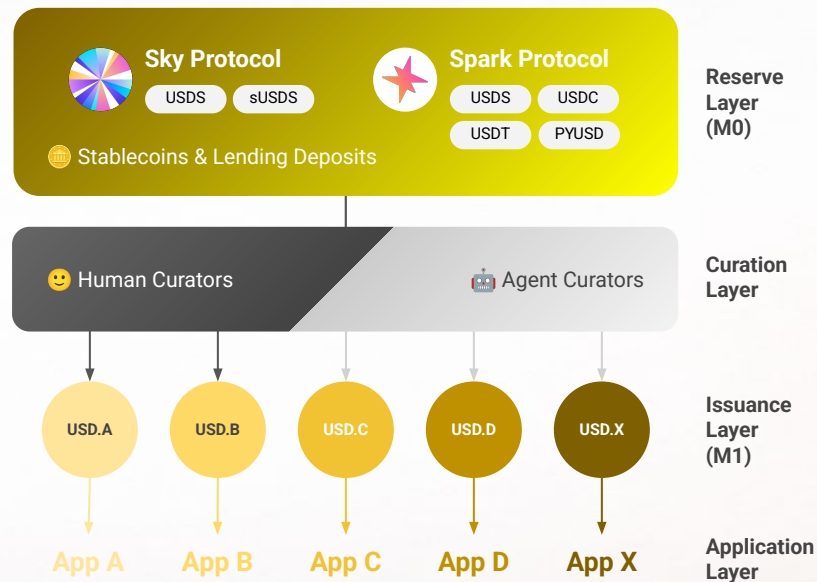 Sky Protocol
USDS sUSDS
Spark Protocol
USDS USDC
USDT PYUSD
🪙 Stablecoins & Lending Deposits
Reserve
Layer
(M0)
🙂 Human Curators
🤖 Agent Curators
Curation
Layer
USD.A USD.B USD.C USD.D USD.X
Issuance
Layer
(M1)
App A App B App C App D App X
Application
Layer